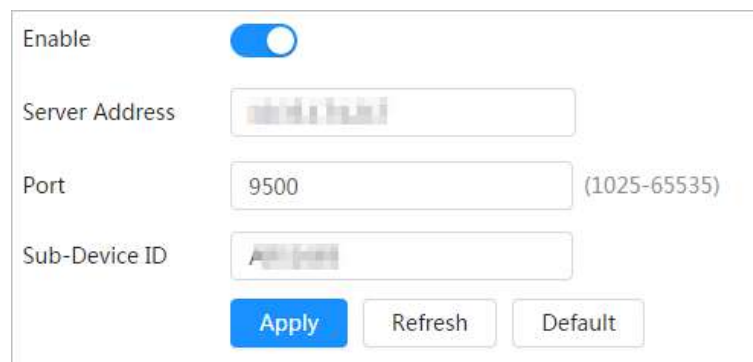 Enable
Server Address
Port 9500 (1025-65535)
Sub-Device ID
Apply Refresh Default